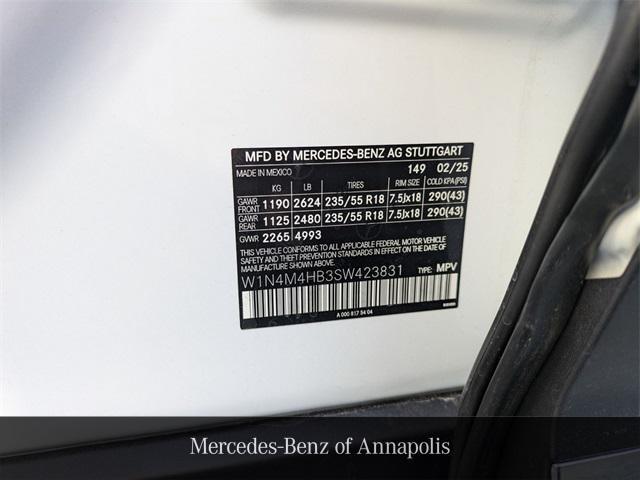 MFD BY MERCEDES-BENZ AG STUTTGART
MADE IN MEXICO 149 02/25
KG LB TIRES RIM SIZE COLD KPA(PSI)
GAWR FRONT 1190 2624 235/55 R18 7.5Jx18 290(43)
GAWR REAR 1125 2480 235/55 R18 7.5Jx18 290(43)
GVWR 2265 4993
THIS VEHICLE CONFORMS TO ALL APPLICABLE FEDERAL MOTOR VEHICLE
SAFETY AND THEFT PREVENTION STANDARDS IN EFFECT ON THE DATE OF
MANUFACTURE SHOWN ABOVE.
W1N4M4HB3SW423831 TYPE: MPV
A 000 817 54 04
Mercedes-Benz of Annapolis